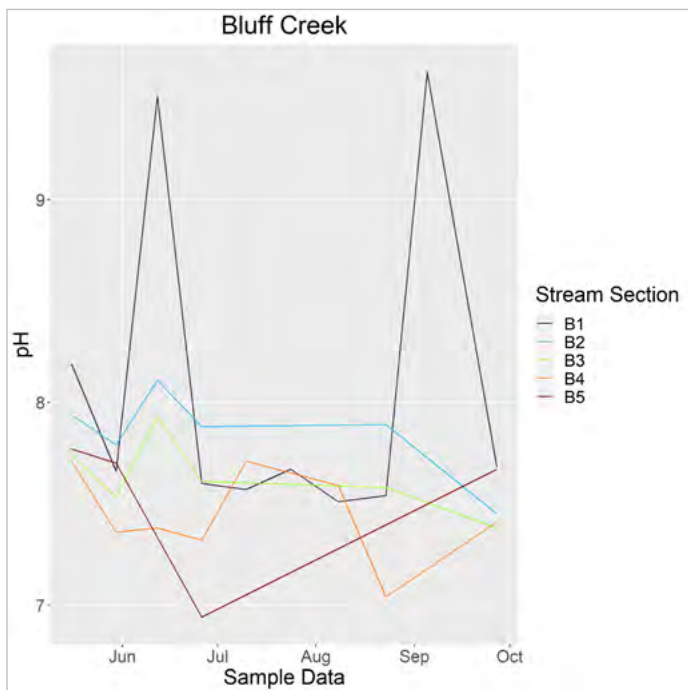 Bluff Creek
pH
9
8
7
Jun
Jul
Aug
Sep
Oct
Sample Data
Stream Section
B1
B2
B3
B4
B5